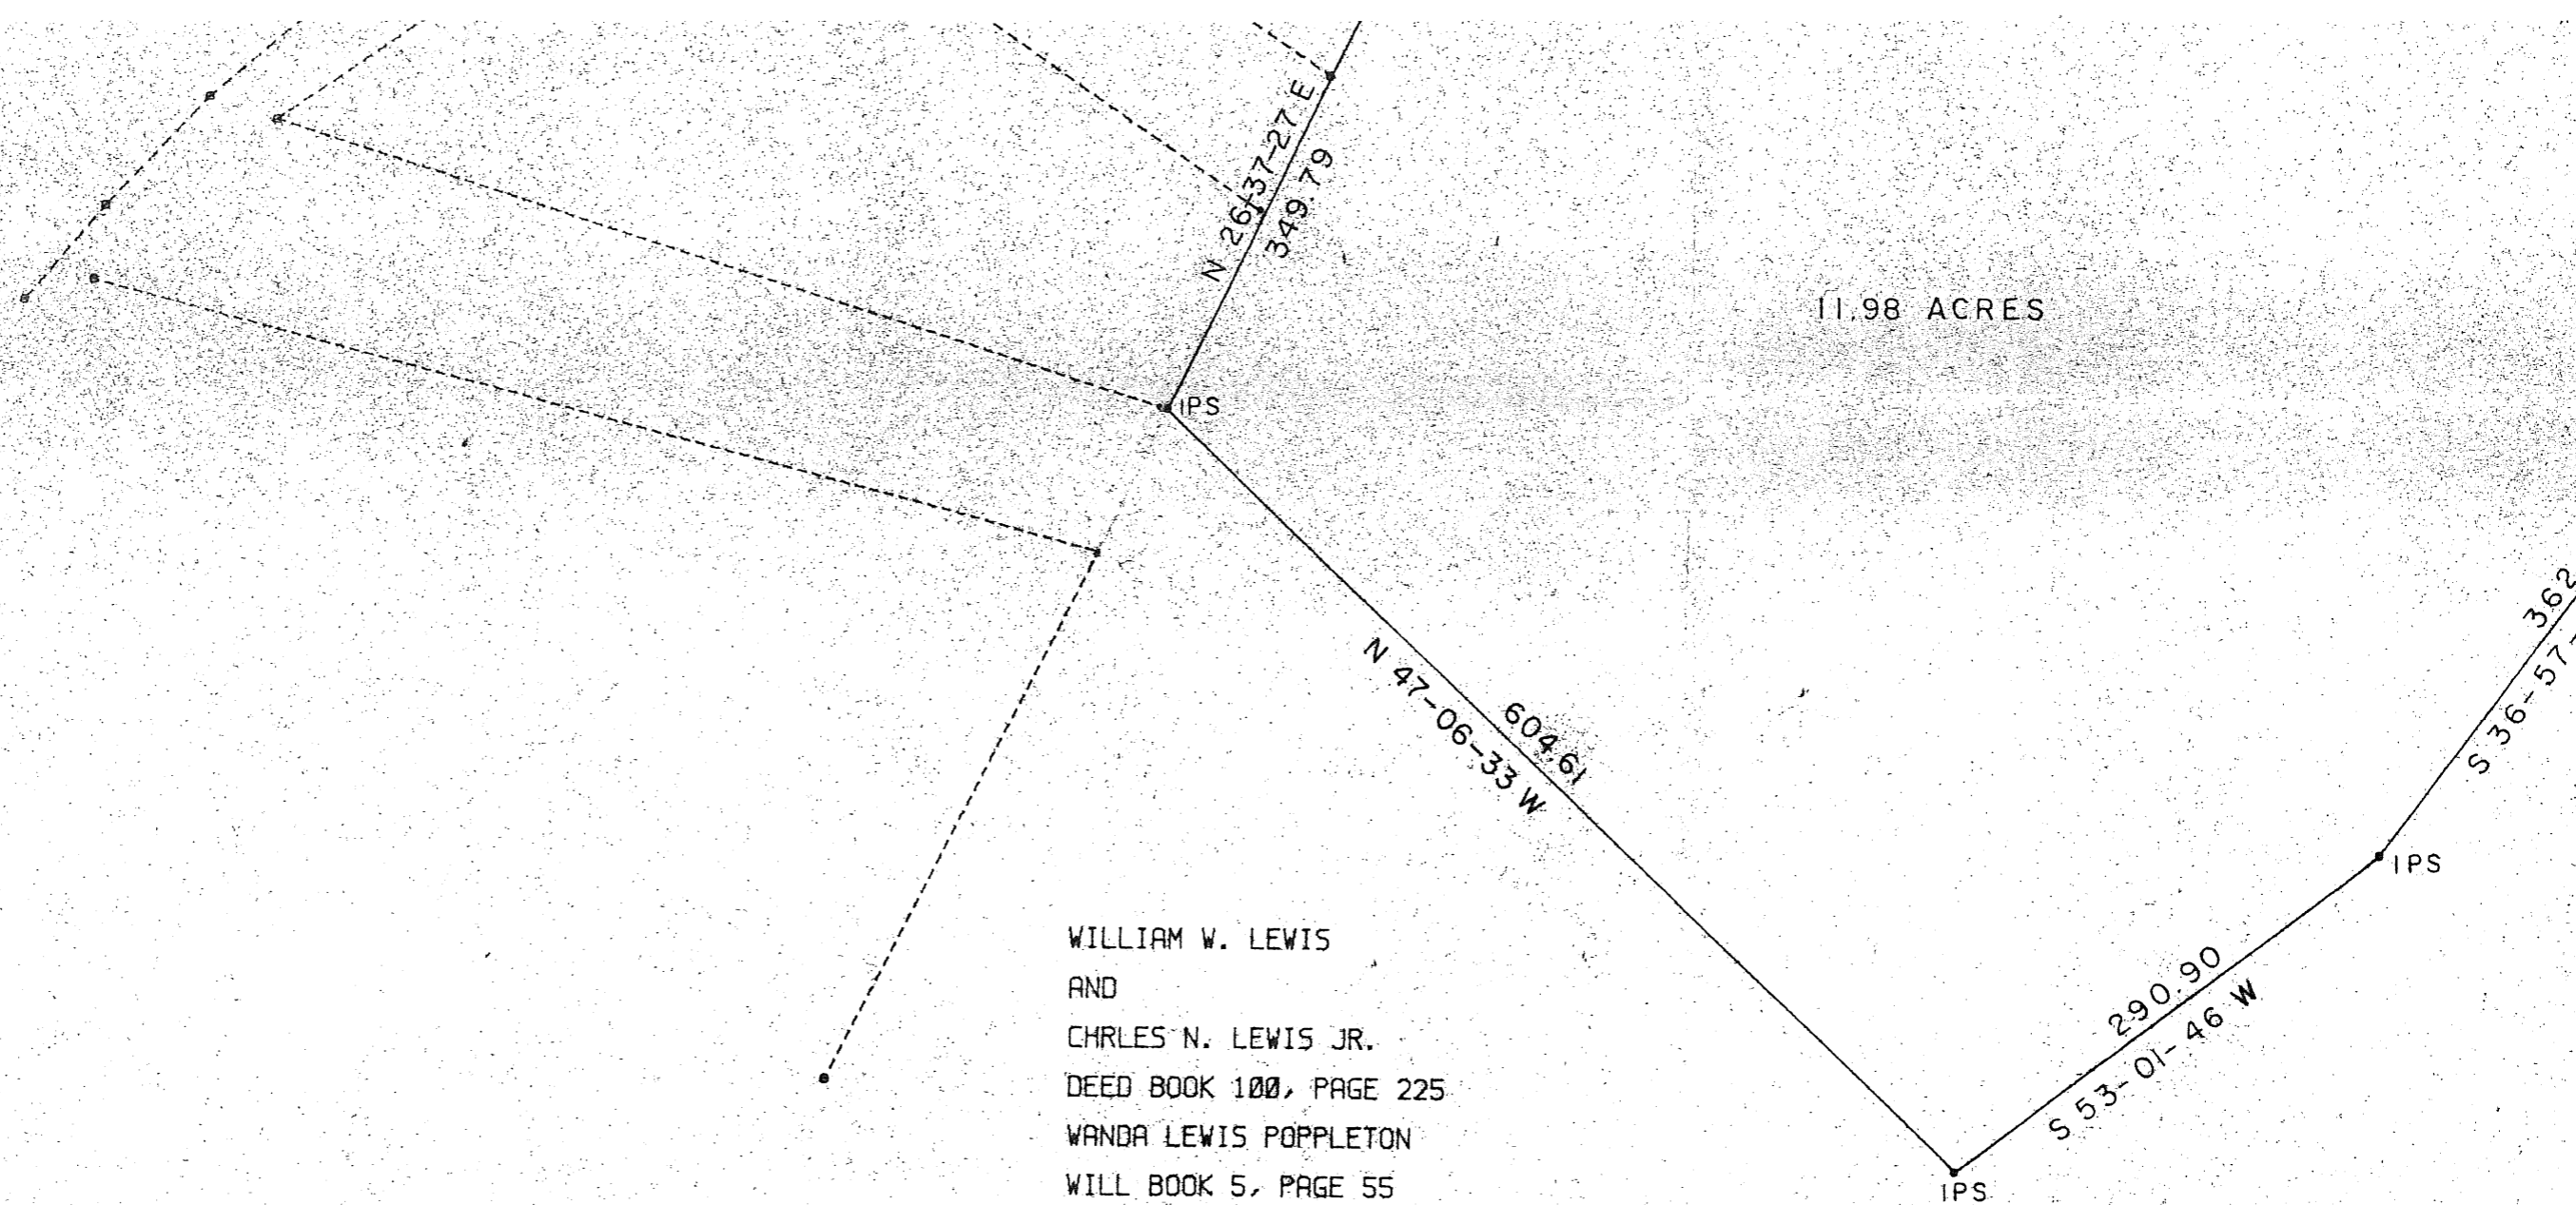 N 26-37-27 E
349.79
11.98 ACRES
IPS
N 47-06-33 W
604.61
362
S 36-57-
IPS
290.90
S 53-01-46 W
IPS
WILLIAM W. LEWIS
AND
CHRLES N. LEWIS JR.
DEED BOOK 100, PAGE 225
WANDA LEWIS POPPLETON
WILL BOOK 5, PAGE 55